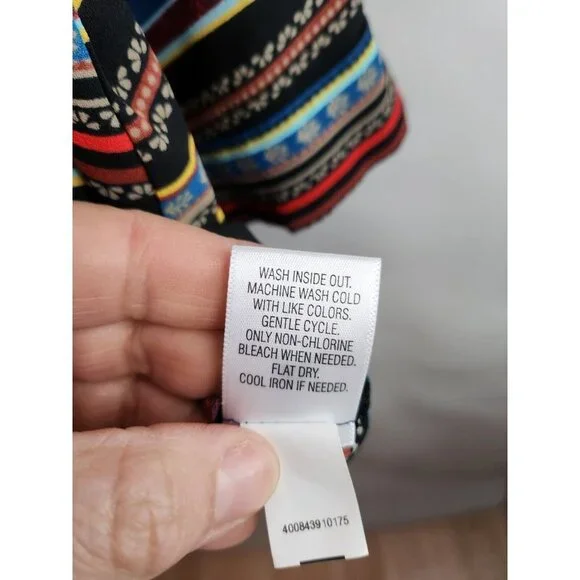 WASH INSIDE OUT.
MACHINE WASH COLD
WITH LIKE COLORS.
GENTLE CYCLE.
ONLY NON-CHLORINE
BLEACH WHEN NEEDED.
FLAT DRY.
COOL IRON IF NEEDED.
400843910175